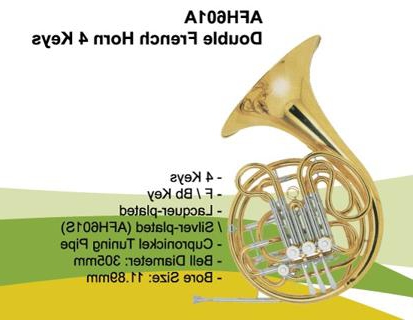 AFH601A
Double French Horn 4 Keys
- 4 Keys
- F / Bb Key
- Lacquer-plated
/ Silver-plated (AFH601S)
- Cupronickel Tuning Pipe
- Bell Diameter: 305mm
- Bore Size: 11.89mm